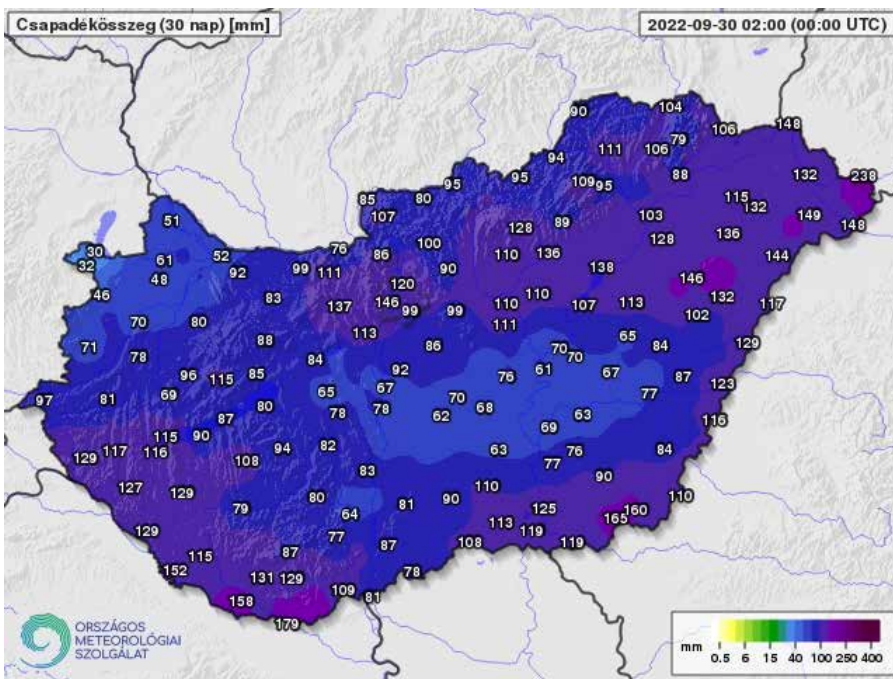 Csapadékösszeg (30 nap) [mm]
2022-09-30 02:00 (00:00 UTC)
90 104
106 148
79
111 106
94
95 95 109 95 88 132 238
85 80
107 115 132
51 103 149 148
128 89 136
128
76 86 100 110 136 144
30
32 61 52
48 92 99 111 90 138 146
120
46 83 137 146 99 99 110 110 107 113 132 117
102
70 80 113 111
129
71 78 88 84 86 70 70 65 84
96 115 85 92 76 61 67 87 123
97 81 69 80 65 67 70 77
87 78 78 62 68 63 116
69
115 90
129 117 116 94 82 63 76 84
108 83 77
90
127 129 80 110 110
79 64 81 90 125 160
165
129 77 113 119
115 87 87 108 119
152 131 129 78
109 81
158
179
ORSZÁGOS
METEOROLÓGIAI
SZOLGÁLAT
mm
0.5 6 15 40 100 250 400